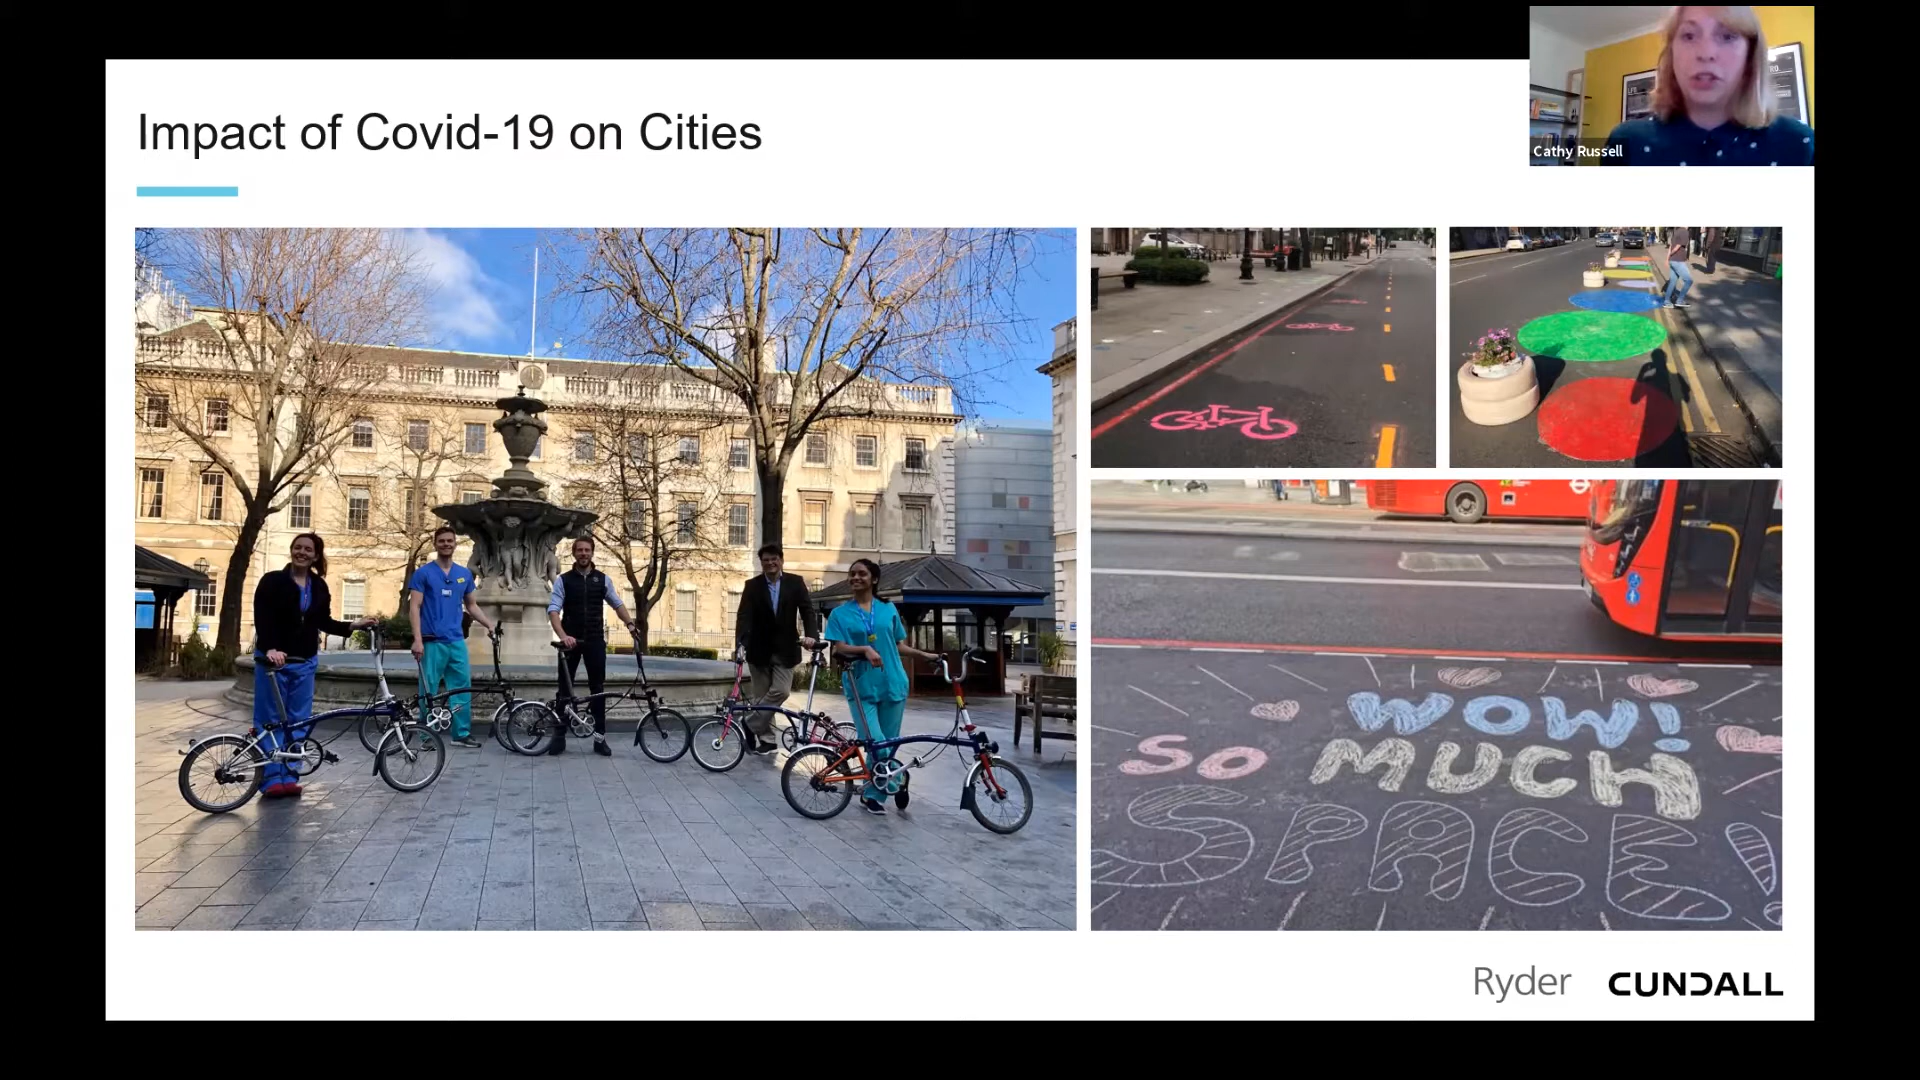 Impact of Covid-19 on Cities
Cathy Russell
WOW!
SO MUCH
SPACE!
Ryder CUNDALL